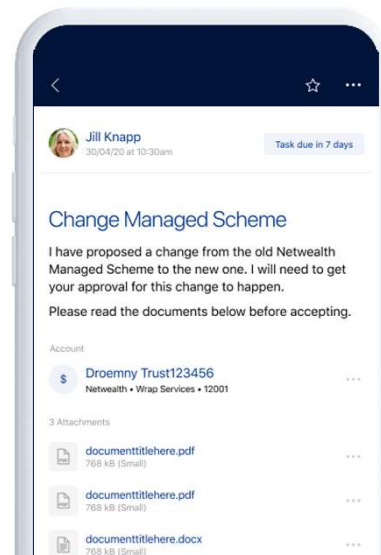 Jill Knapp
30/04/20 at 10:30am
Task due in 7 days
Change Managed Scheme
I have proposed a change from the old Netwealth
Managed Scheme to the new one. I will need to get
your approval for this change to happen.
Please read the documents below before accepting.
Account
$
Droemny Trust123456
Netwealth • Wrap Services • 12001
3 Attachments
PDF
documenttitlehere.pdf
768 kB (Small)
PDF
documenttitlehere.pdf
768 kB (Small)
documenttitlehere.docx
768 kB (Small)